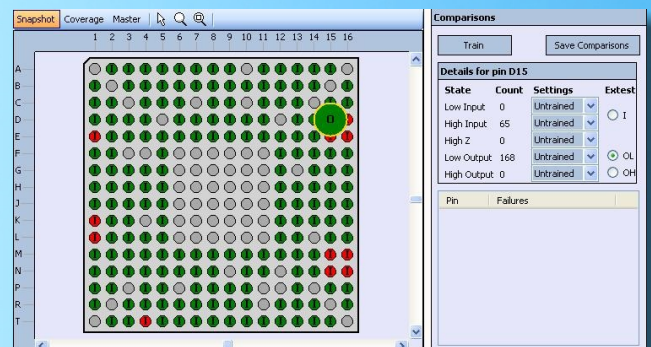 Snapshot Coverage Master
Comparisons
1 2 3 4 5 6 7 8 9 10 11 12 13 14 15 16
Train Save Comparisons
Details for pin D15
State Count Settings Extest
Low Input 0 Untrained I
High Input 65 Untrained
High Z 0 Untrained
Low Output 168 Untrained OL
High Output 0 Untrained OH
Pin Failures
A
B
C
D
E
F
G
H
J
K
L
M
N
P
R
T